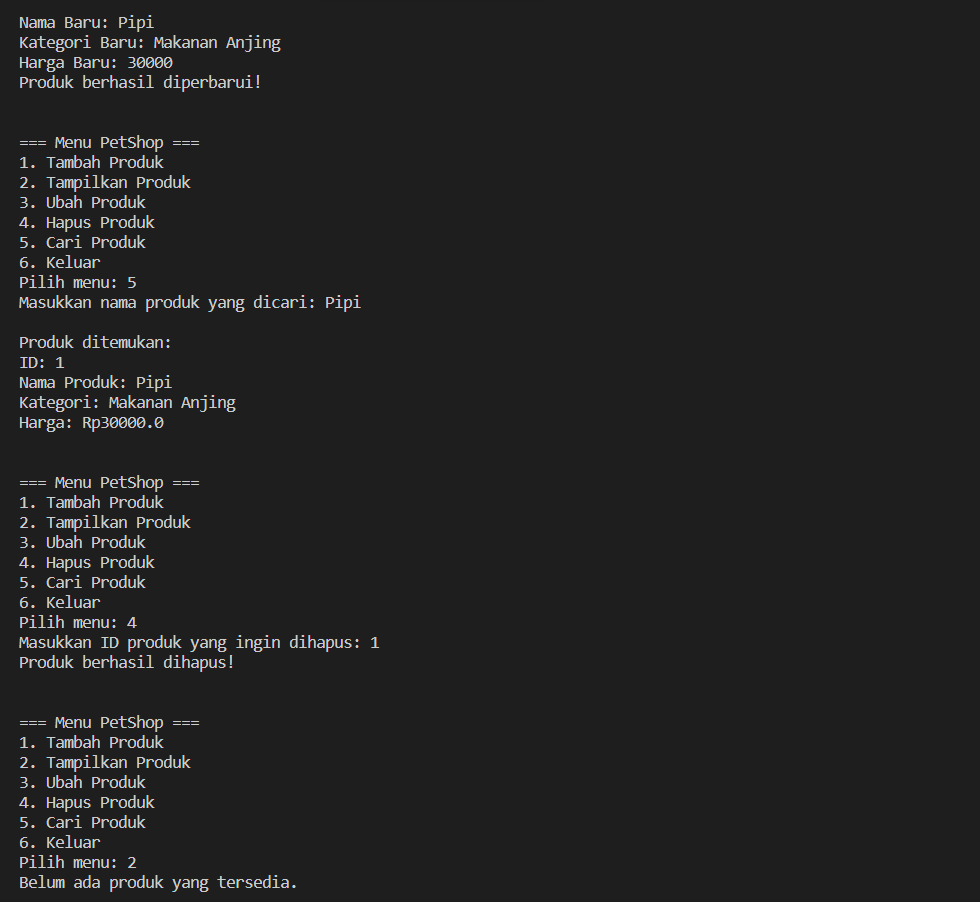 Nama Baru: Pipi
Kategori Baru: Makanan Anjing
Harga Baru: 30000
Produk berhasil diperbarui!
=== Menu PetShop ===
1. Tambah Produk
2. Tampilkan Produk
3. Ubah Produk
4. Hapus Produk
5. Cari Produk
6. Keluar
Pilih menu: 5
Masukkan nama produk yang dicari: Pipi
Produk ditemukan:
ID: 1
Nama Produk: Pipi
Kategori: Makanan Anjing
Harga: Rp30000.0
=== Menu PetShop ===
1. Tambah Produk
2. Tampilkan Produk
3. Ubah Produk
4. Hapus Produk
5. Cari Produk
6. Keluar
Pilih menu: 4
Masukkan ID produk yang ingin dihapus: 1
Produk berhasil dihapus!
=== Menu PetShop ===
1. Tambah Produk
2. Tampilkan Produk
3. Ubah Produk
4. Hapus Produk
5. Cari Produk
6. Keluar
Pilih menu: 2
Belum ada produk yang tersedia.